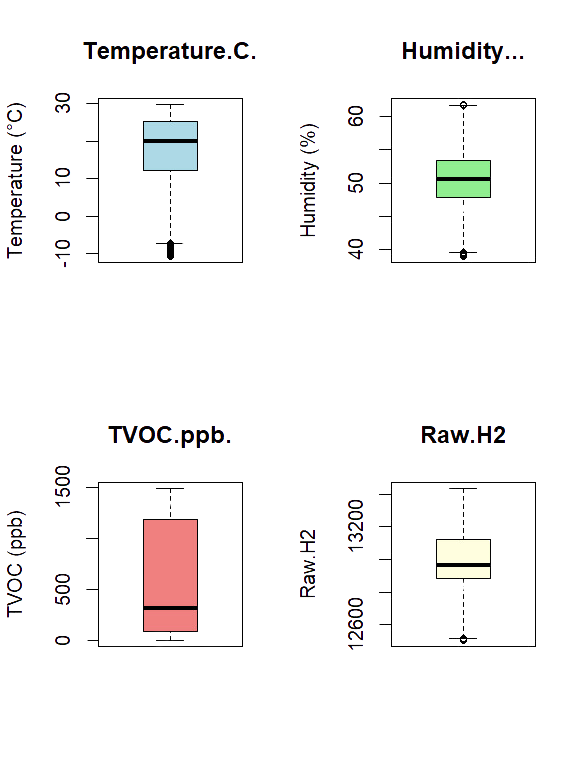 Temperature.C.
Temperature (°C)
30
10
0
-10
Humidity...
Humidity (%)
60
50
40
TVOC.ppb.
TVOC (ppb)
1500
500
0
Raw.H2
Raw.H2
13200
12600